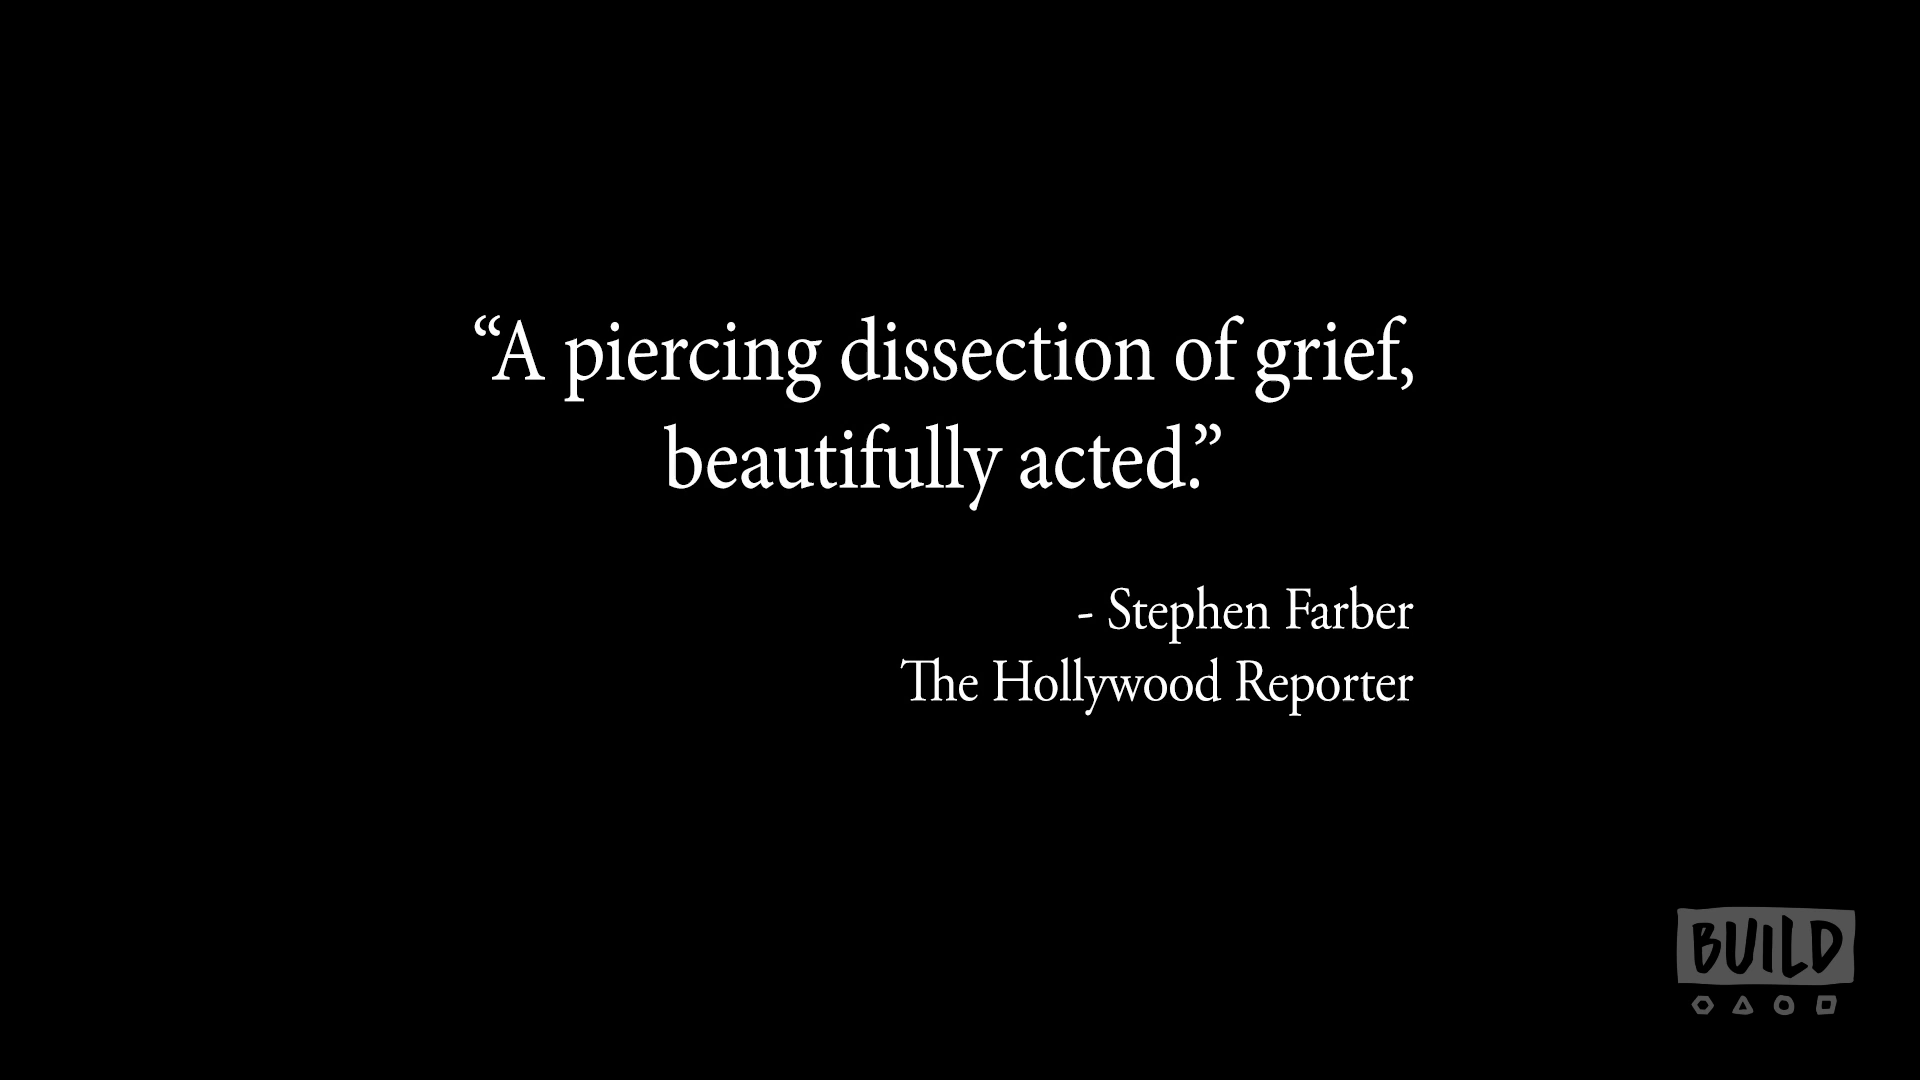 “A piercing dissection of grief,
beautifully acted.”
- Stephen Farber
The Hollywood Reporter
BUILD